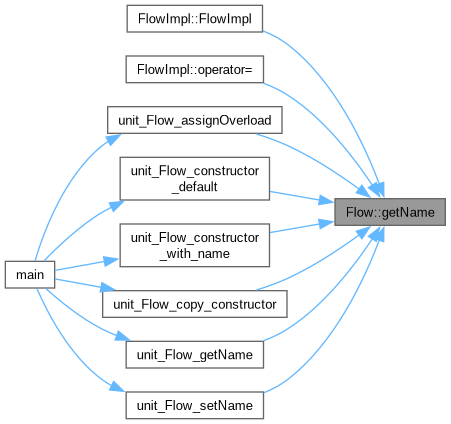 FlowImpl::FlowImpl
FlowImpl::operator=
unit_Flow_assignOverload
unit_Flow_constructor
_default
Flow::getName
unit_Flow_constructor
_with_name
main
unit_Flow_copy_constructor
unit_Flow_getName
unit_Flow_setName